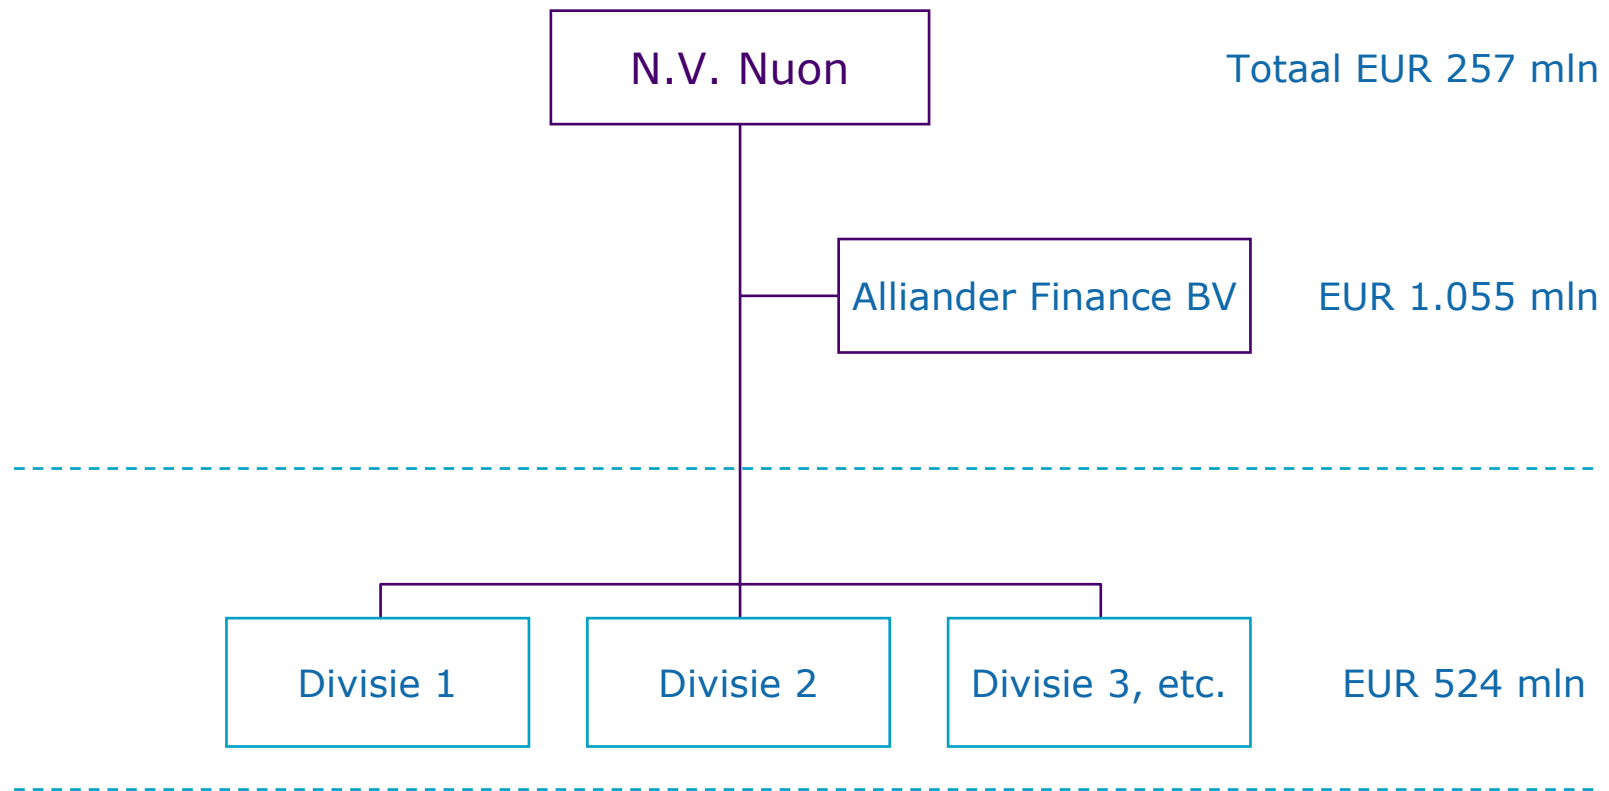 N.V. Nuon
Totaal EUR 257 mln
Alliander Finance BV
EUR 1.055 mln
Divisie 1
Divisie 2
Divisie 3, etc.
EUR 524 mln